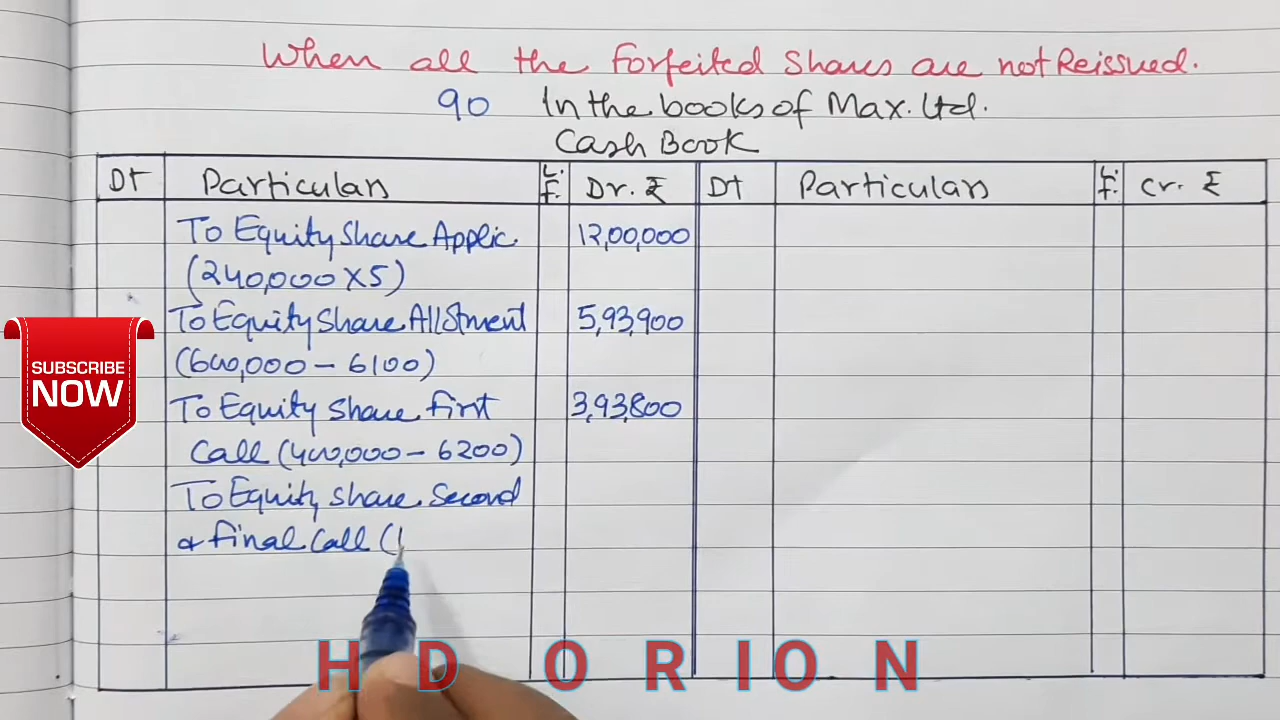 When all the forfeited shares are not Reissued.
90 In the books of Max. Ltd.
Cash Book
Dt Particulars L.F. Dr. ₹ Dt Particulars L.F. Cr. ₹
To Equity Share Applic. 12,00,000
(240,000 X 5)
To Equity Share Allotment 5,93,900
(600,000 - 6100)
To Equity Share first 3,93,800
Call (400,000 - 6200)
To Equity Share Second
& final Call (
SUBSCRIBE
NOW
HD ORION